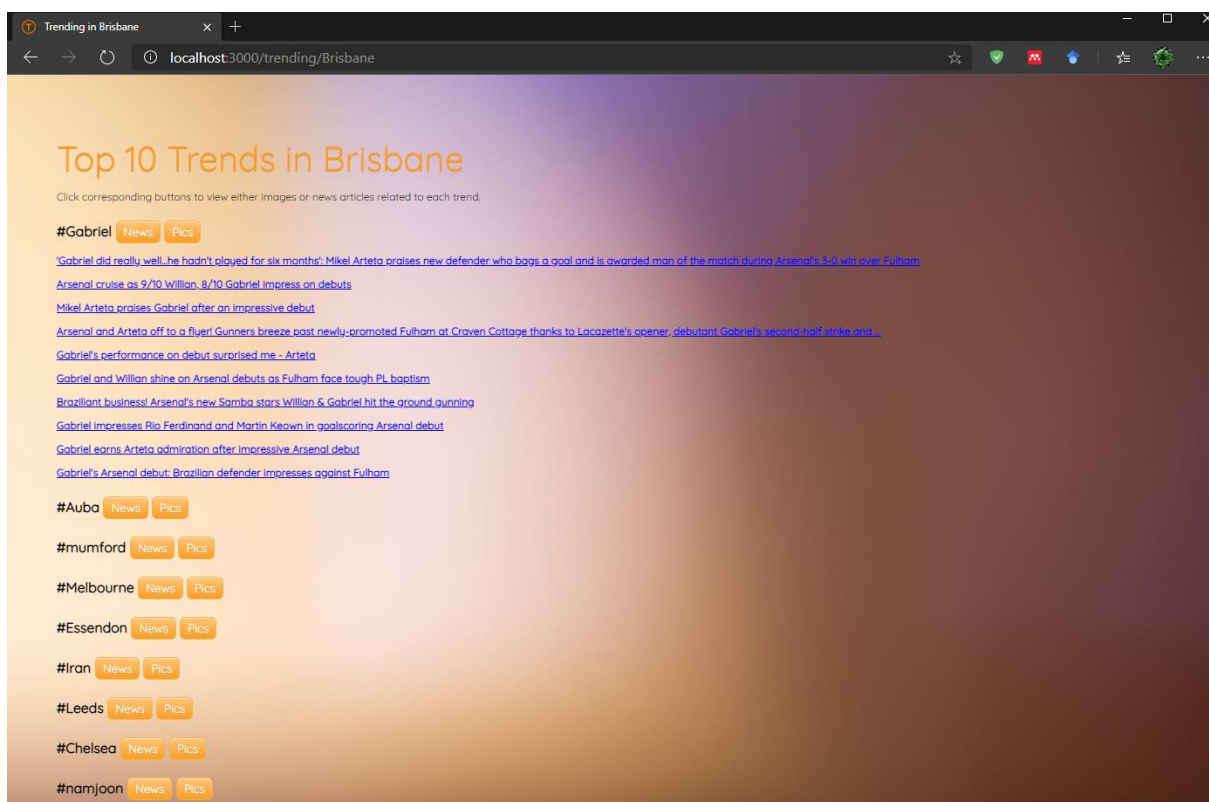 Trending in Brisbane
localhost:3000/trending/Brisbane
Top 10 Trends in Brisbane
Click corresponding buttons to view either images or news articles related to each trend.
#Gabriel News Pics
'Gabriel did really well...he hadn't played for six months': Mikel Arteta praises new defender who bags a goal and is awarded man of the match during Arsenal's 3-0 win over Fulham
Arsenal cruise as 9/10 Willian, 8/10 Gabriel impress on debuts
Mikel Arteta praises Gabriel after an impressive debut
Arsenal and Arteta off to a flyer! Gunners breeze past newly-promoted Fulham at Craven Cottage thanks to Lacazette's opener, debutant Gabriel's second-half strike and ...
Gabriel's performance on debut surprised me - Arteta
Gabriel and Willian shine on Arsenal debuts as Fulham face tough PL baptism
Braziliant business! Arsenal's new Samba stars Willian & Gabriel hit the ground gunning
Gabriel impresses Rio Ferdinand and Martin Keown in goalscoring Arsenal debut
Gabriel earns Arteta admiration after impressive Arsenal debut
Gabriel's Arsenal debut: Brazilian defender impresses against Fulham
#Auba News Pics
#mumford News Pics
#Melbourne News Pics
#Essendon News Pics
#Iran News Pics
#Leeds News Pics
#Chelsea News Pics
#namjoon News Pics